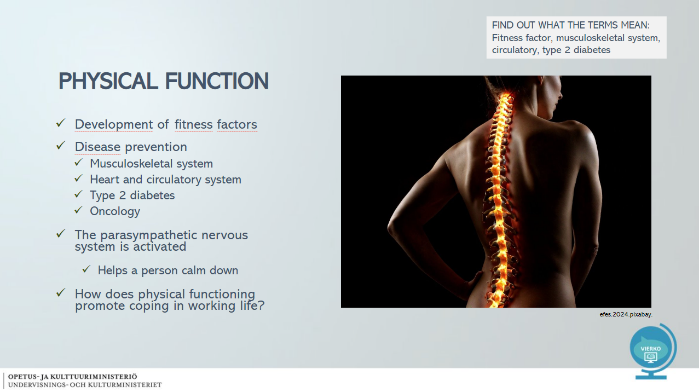 FIND OUT WHAT THE TERMS MEAN:
Fitness factor, musculoskeletal system,
circulatory, type 2 diabetes
PHYSICAL FUNCTION
✓ Development of fitness factors
✓ Disease prevention
✓ Musculoskeletal system
✓ Heart and circulatory system
✓ Type 2 diabetes
✓ Oncology
✓ The parasympathetic nervous
system is activated
✓ Helps a person calm down
✓ How does physical functioning
promote coping in working life?
efes.2024.pixabay.
VIERKO
OPETUS- JA KULTTUURIMINISTERIÖ
UNDERVISNINGS- OCH KULTURMINISTERIET